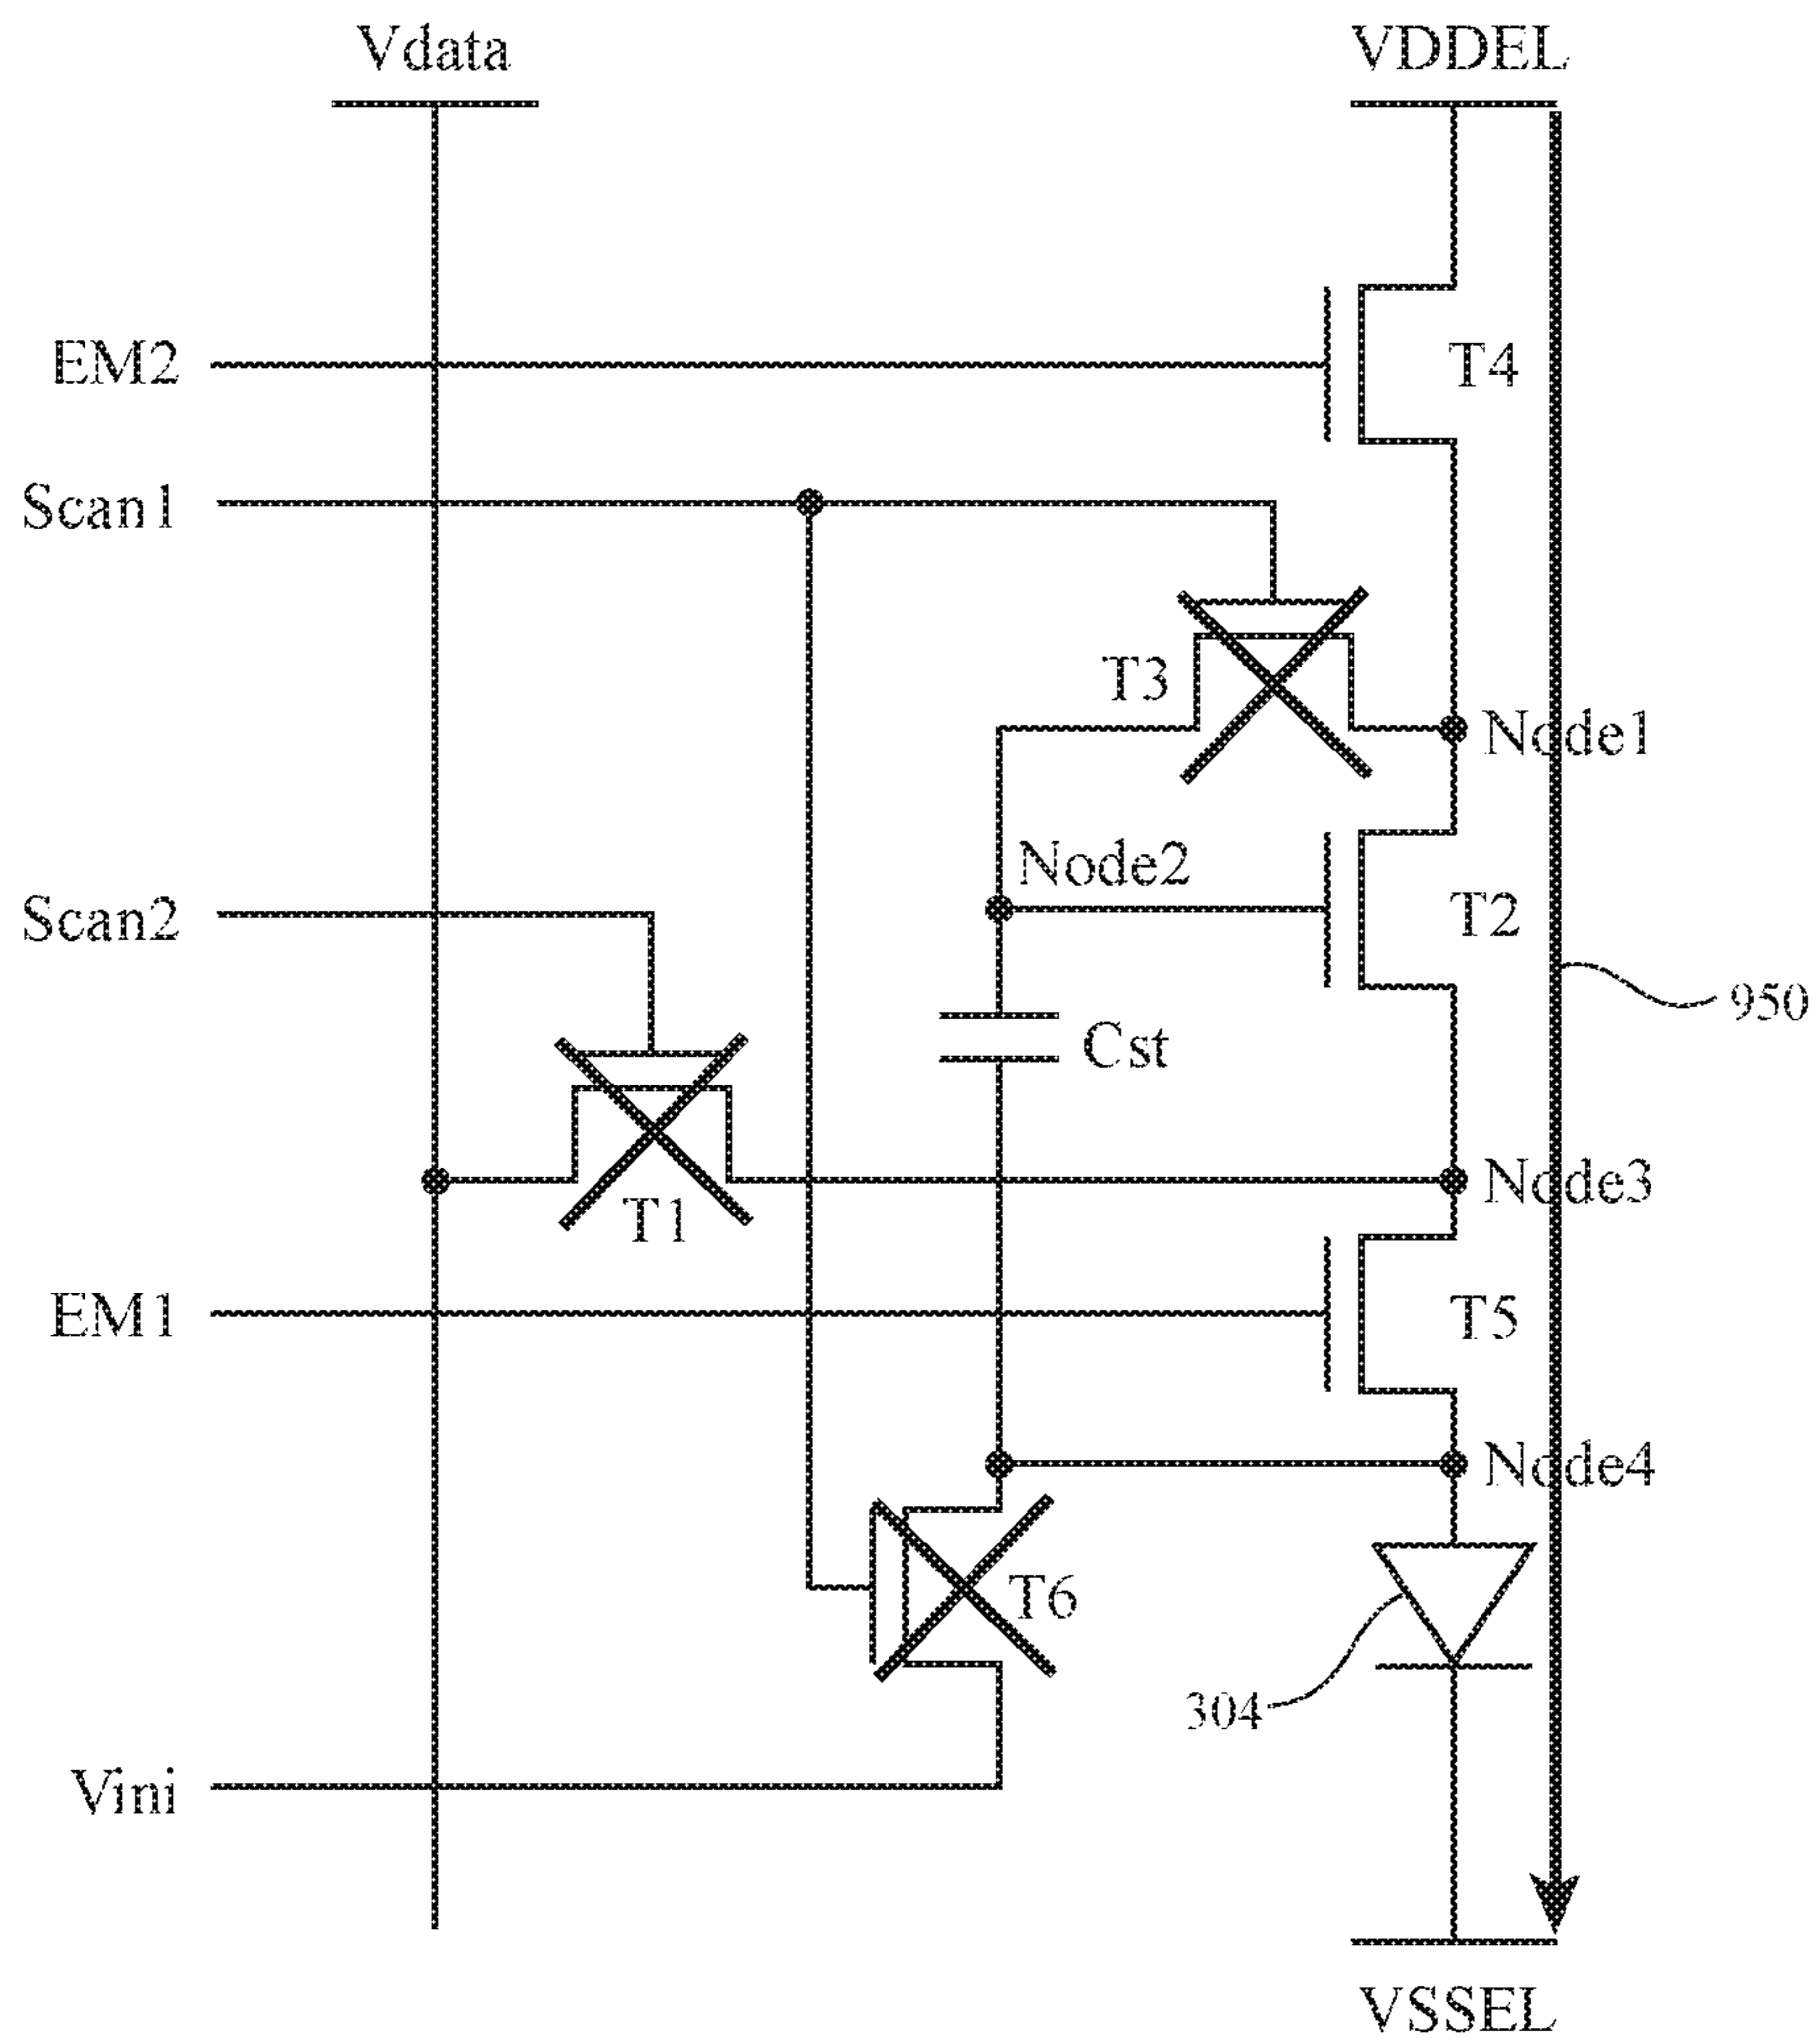 Vdata
VDDEL
EM2
T4
Scan1
T3
Node1
Node2
Scan2
T2
950
Cst
Node3
T1
EM1
T5
Node4
T6
304
Vini
VSSEL